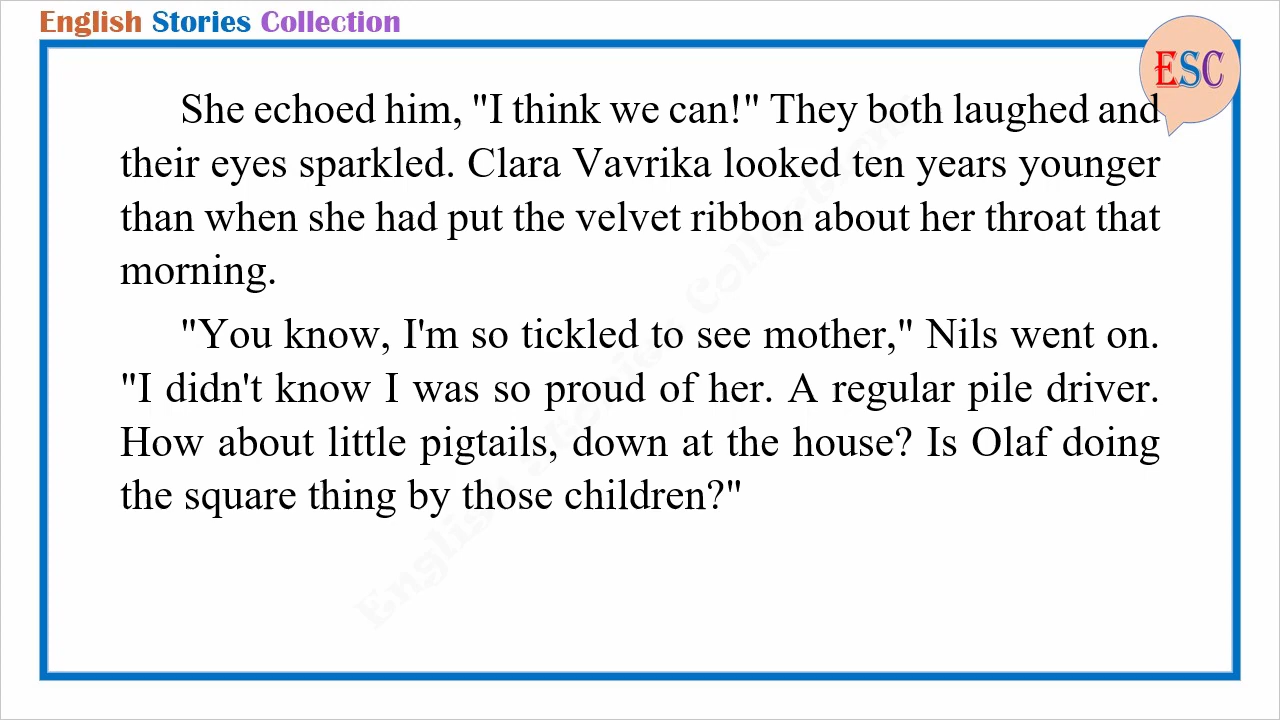 English Stories Collection
ESC
She echoed him, "I think we can!" They both laughed and
their eyes sparkled. Clara Vavrika looked ten years younger
than when she had put the velvet ribbon about her throat that
morning.
"You know, I'm so tickled to see mother," Nils went on.
"I didn't know I was so proud of her. A regular pile driver.
How about little pigtails, down at the house? Is Olaf doing
the square thing by those children?"
English Stories Collection